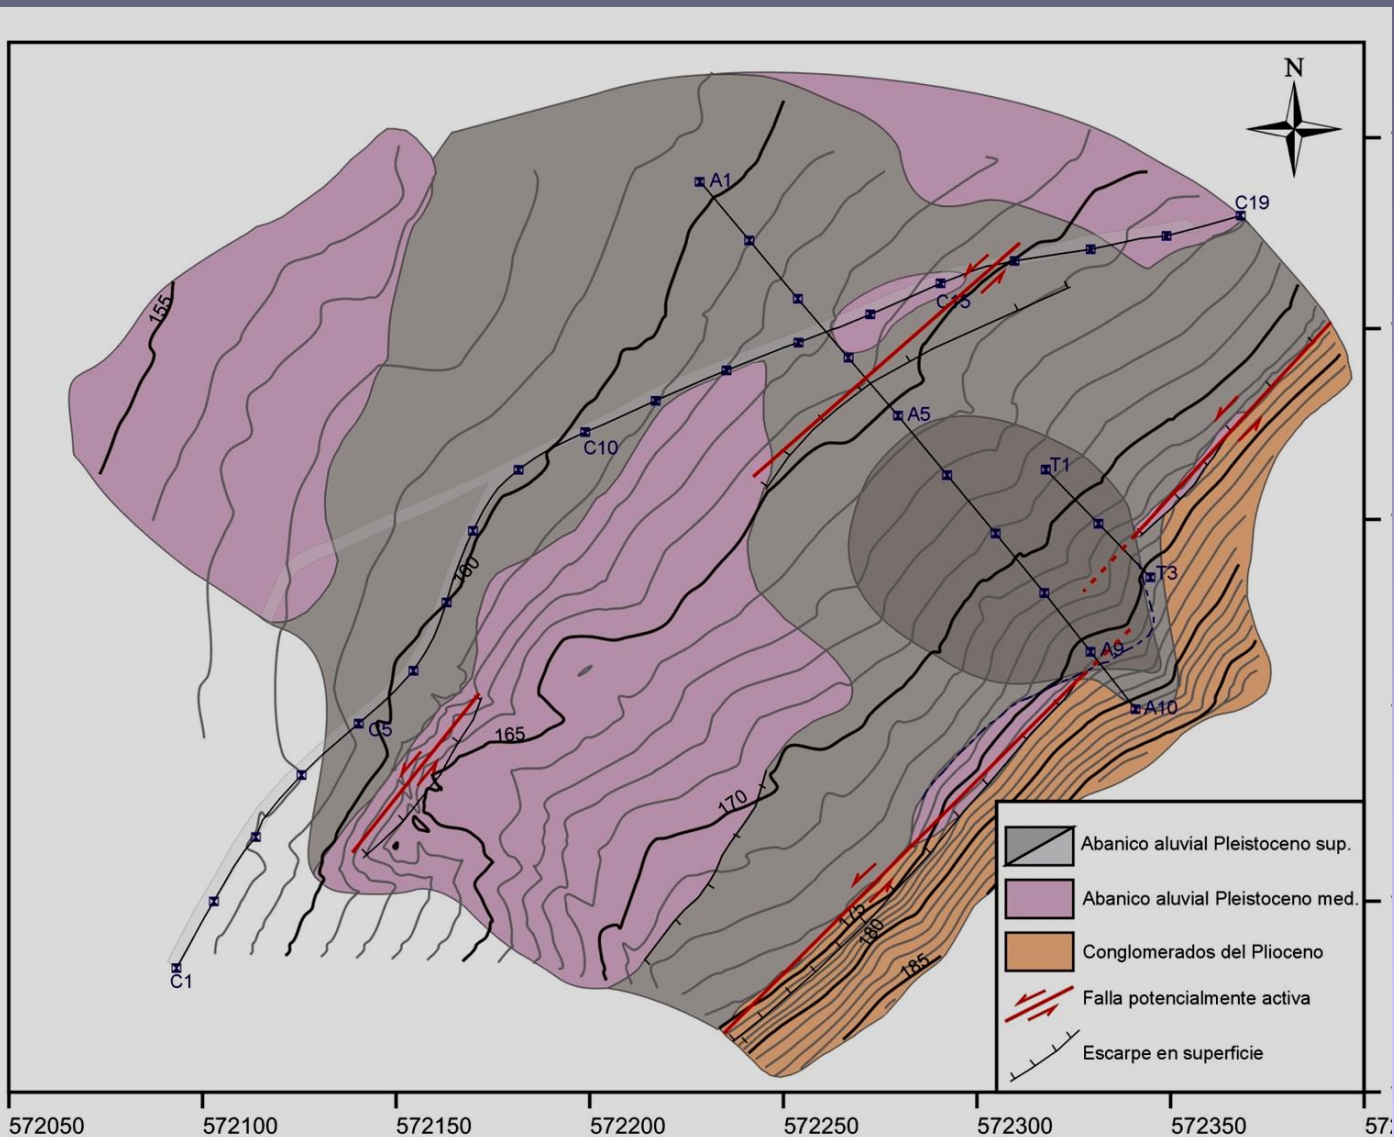 N
A1
C19
155
C15
A5
C10
T1
160
T3
A9
C5
A10
165
170
Abanico aluvial Pleistoceno sup.
Abanico aluvial Pleistoceno med.
175
180
Conglomerados del Plioceno
185
C1
Falla potencialmente activa
Escarpe en superficie
572050 572100 572150 572200 572250 572300 572350